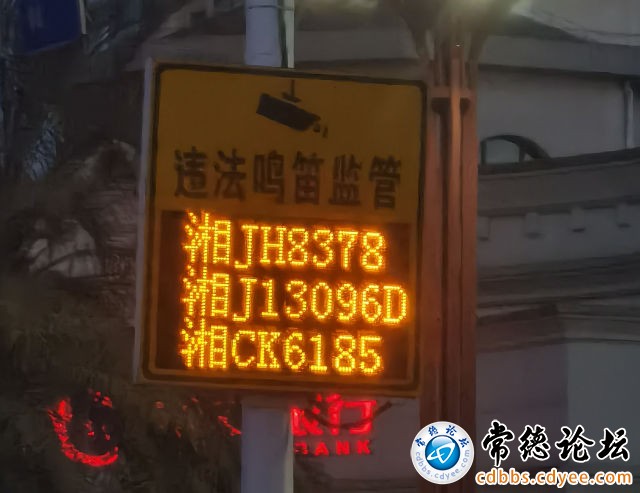 违法鸣笛监管
湘JH8378
湘J13096D
湘CK6185
BANK
常德论坛
cdbbs.cdyee.com